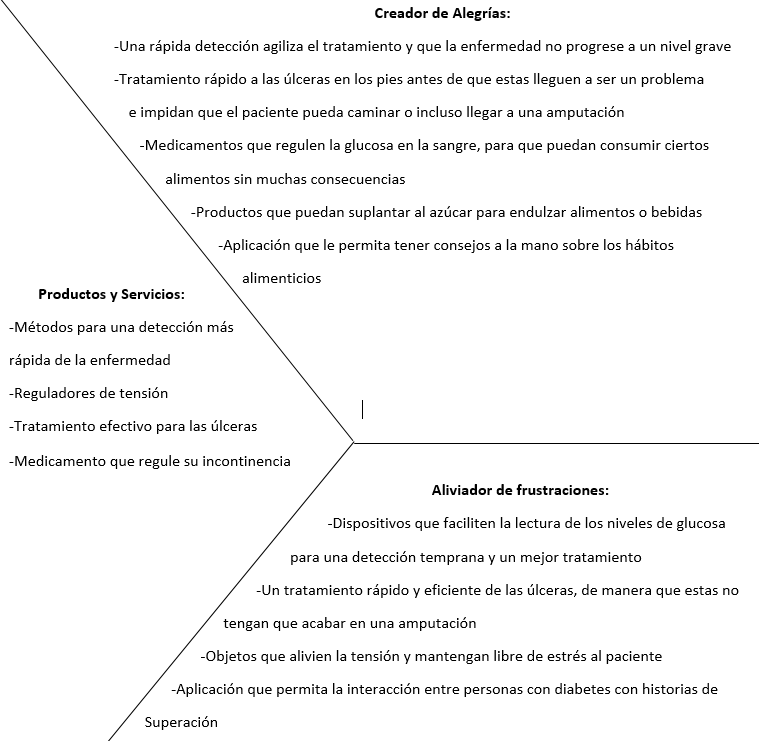 Creador de Alegrías:
-Una rápida detección agiliza el tratamiento y que la enfermedad no progrese a un nivel grave
-Tratamiento rápido a las úlceras en los pies antes de que estas lleguen a ser un problema
e impidan que el paciente pueda caminar o incluso llegar a una amputación
-Medicamentos que regulen la glucosa en la sangre, para que puedan consumir ciertos
alimentos sin muchas consecuencias
-Productos que puedan suplantar al azúcar para endulzar alimentos o bebidas
-Aplicación que le permita tener consejos a la mano sobre los hábitos
alimenticios
Productos y Servicios:
-Métodos para una detección más
rápida de la enfermedad
-Reguladores de tensión
-Tratamiento efectivo para las úlceras
-Medicamento que regule su incontinencia
Aliviador de frustraciones:
-Dispositivos que faciliten la lectura de los niveles de glucosa
para una detección temprana y un mejor tratamiento
-Un tratamiento rápido y eficiente de las úlceras, de manera que estas no
tengan que acabar en una amputación
-Objetos que alivien la tensión y mantengan libre de estrés al paciente
-Aplicación que permita la interacción entre personas con diabetes con historias de
Superación